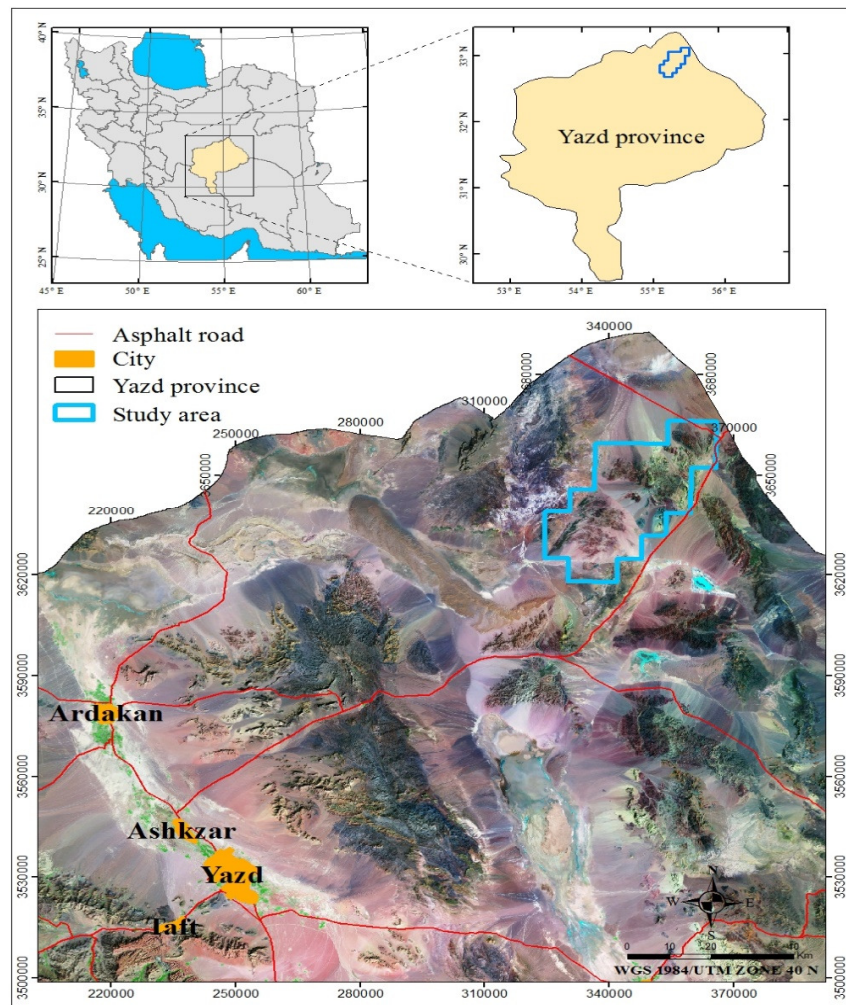 40° N
35° N
30° N
25° N
45° E
50° E
55° E
60° E
33° N
32° N
31° N
30° N
Yazd province
53° E
54° E
55° E
56° E
Asphalt road
City
Yazd province
Study area
340000
310000
280000
250000
220000
370000
3680000
3650000
3620000
3590000
3560000
3530000
3500000
3680000
3650000
3620000
3590000
3560000
3530000
3500000
Ardakan
Ashkzar
Yazd
Taft
N
W
E
S
0 10 20 40
Km
WGS 1984/UTM ZONE 40 N
220000 250000 280000 310000 340000 370000